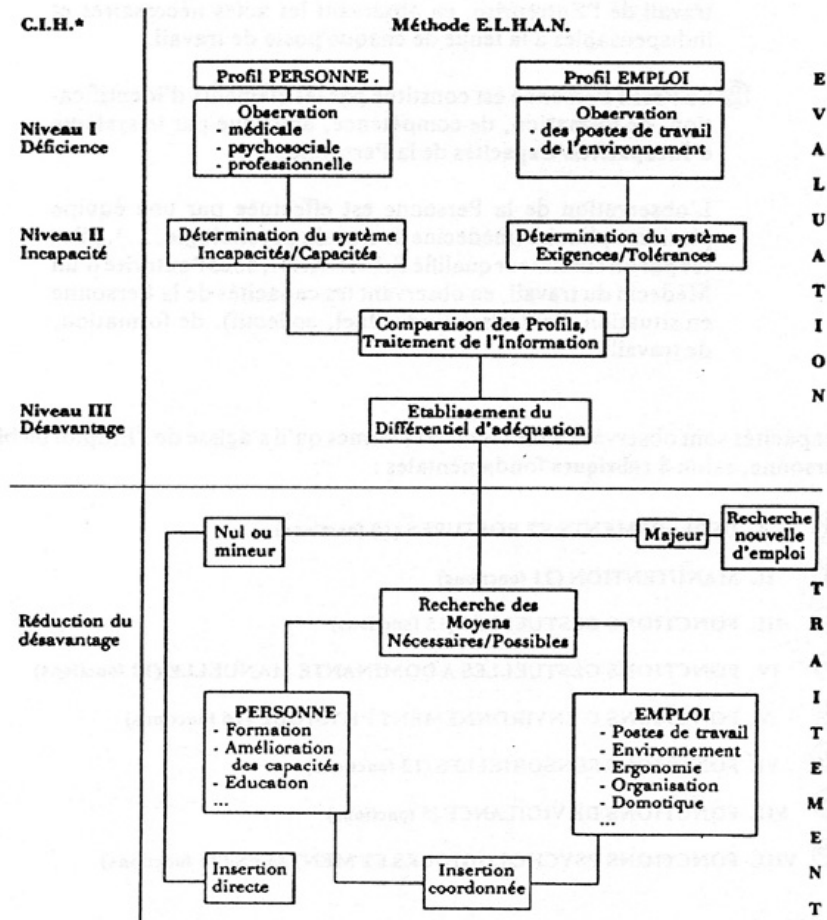 C.I.H.*
Méthode E.L.H.A.N.
Profil PERSONNE.
Observation
- médicale
- psychosociale
- professionnelle
Profil EMPLOI
Observation
- des postes de travail
- de l'environnement
Niveau I
Déficience
Niveau II
Incapacité
Détermination du système
Incapacités/Capacités
Détermination du système
Exigences/Tolérances
Comparaison des Profils,
Traitement de l'Information
Niveau III
Désavantage
Etablissement du
Différentiel d'adéquation
EVALUATION
Nul ou
mineur
Majeur
Recherche
nouvelle
d'emploi
Réduction du
désavantage
Recherche des
Moyens
Nécessaires/Possibles
PERSONNE
- Formation
- Amélioration
des capacités
- Education
...
EMPLOI
- Postes de travail
- Environnement
- Ergonomie
- Organisation
- Domotique
...
Insertion
directe
Insertion
coordonnée
TRAITEMENT